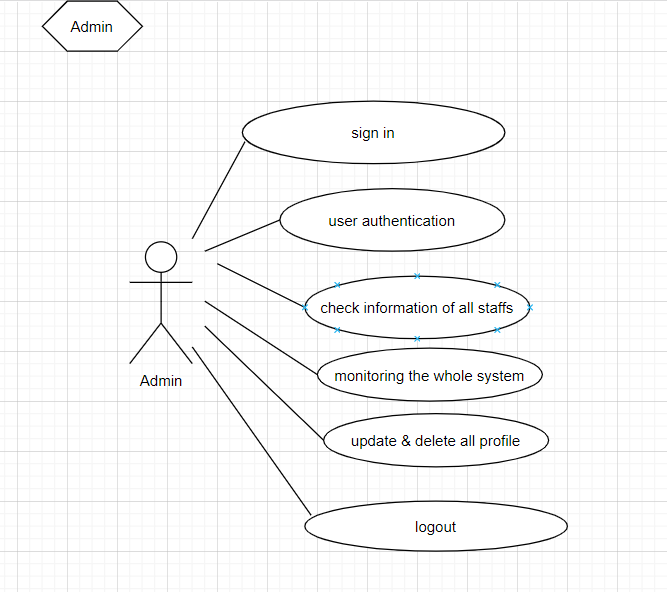 Admin
sign in
user authentication
check information of all staffs
monitoring the whole system
Admin
update & delete all profile
logout